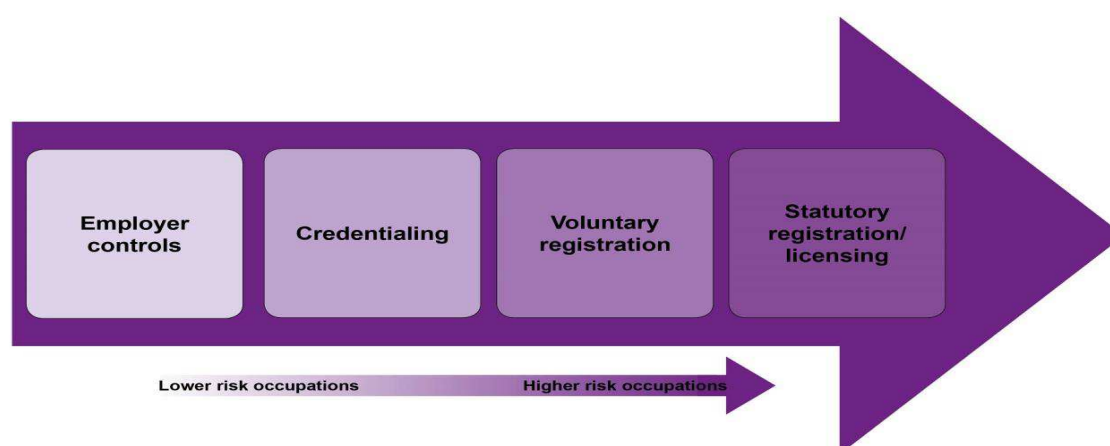 Employer
controls
Credentialing
Voluntary
registration
Statutory
registration/
licensing
Lower risk occupations
Higher risk occupations